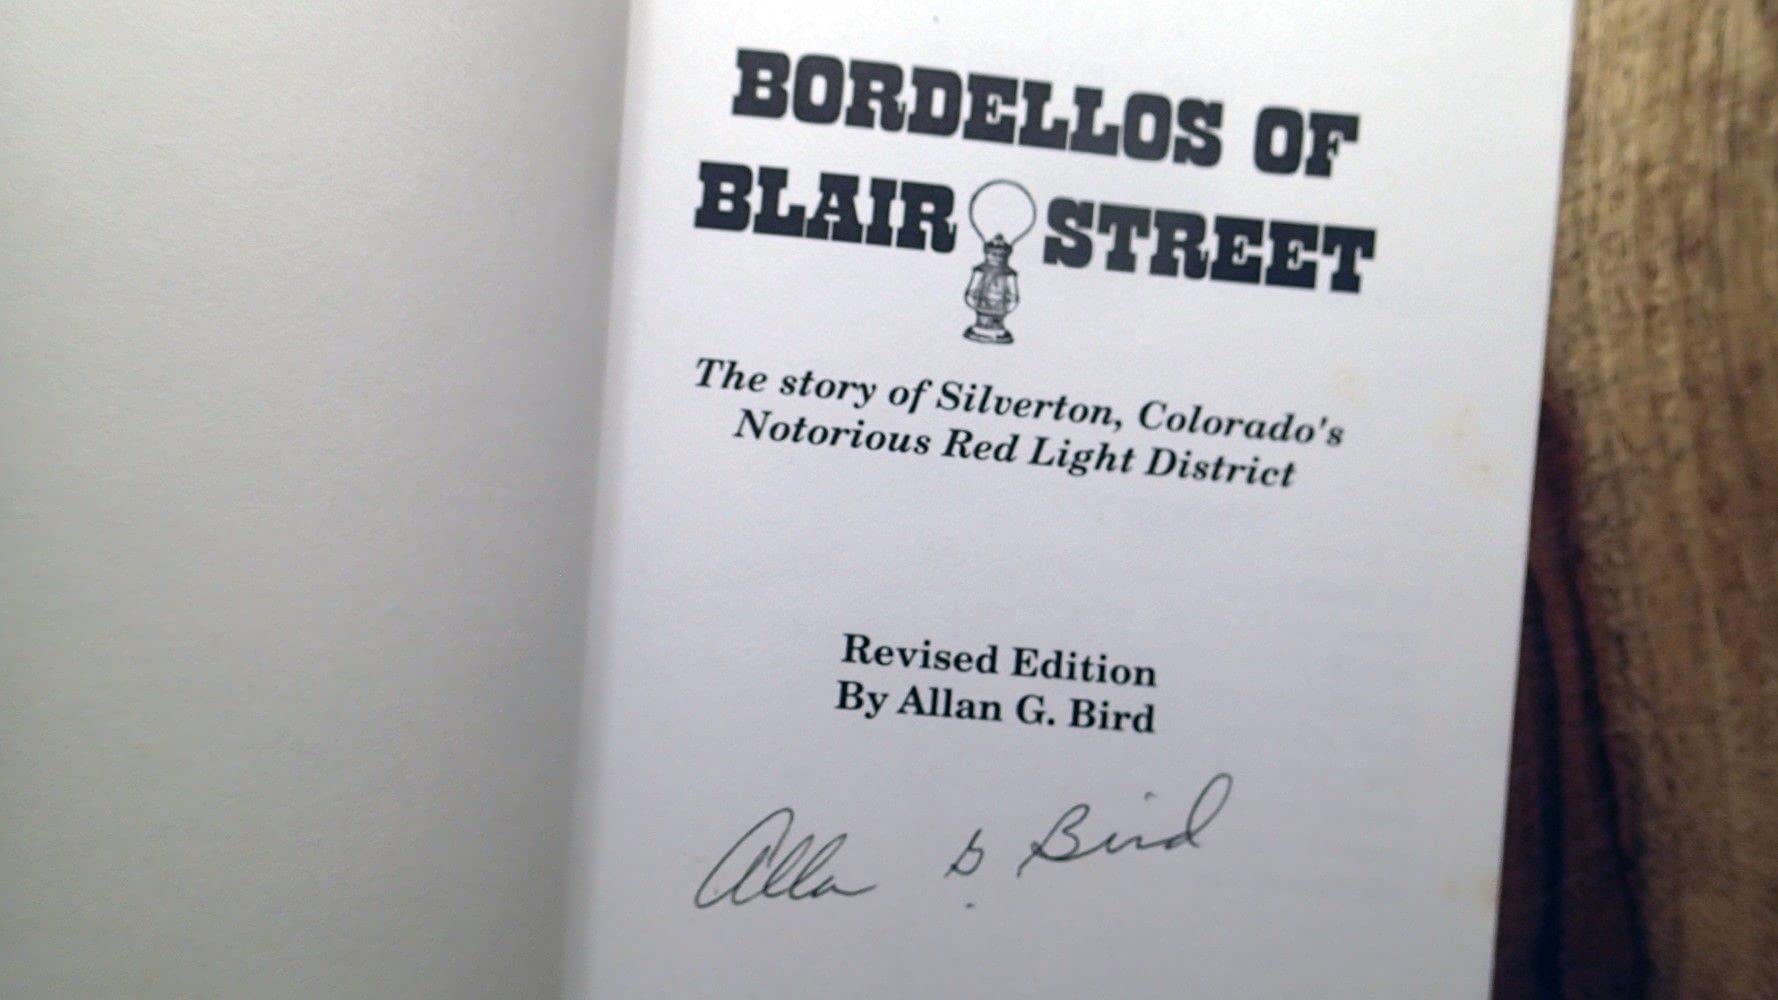 BORDELLOS OF
BLAIR STREET
The story of Silverton, Colorado's
Notorious Red Light District
Revised Edition
By Allan G. Bird
Allan G. Bird